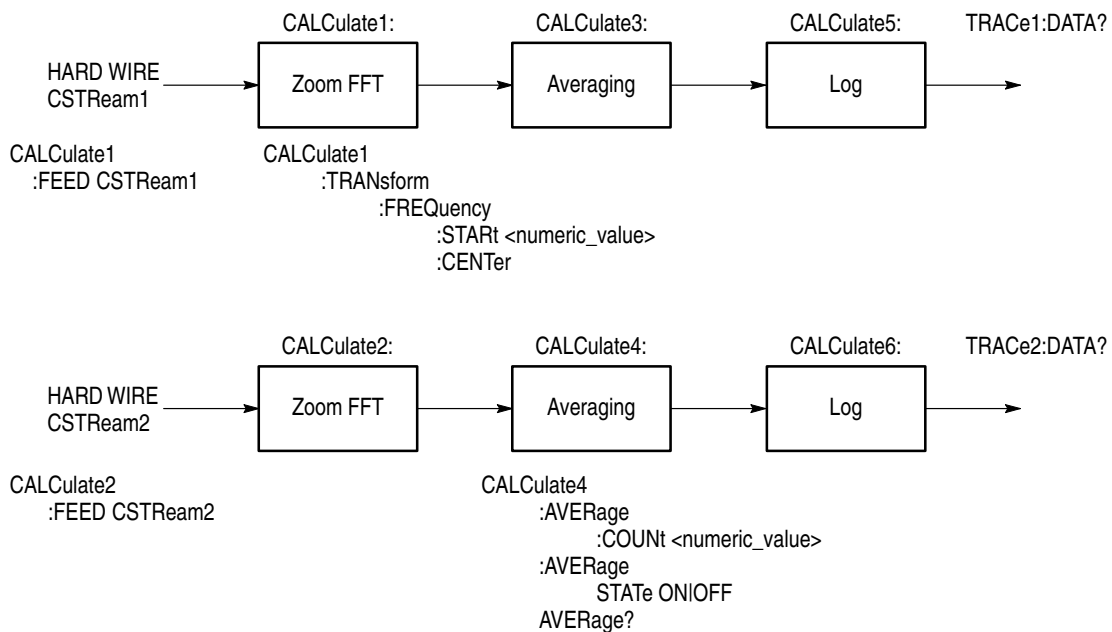 CALCulate1: CALCulate3: CALCulate5: TRACe1:DATA?
HARD WIRE
CSTReam1
Zoom FFT
Averaging
Log
CALCulate1
:FEED CSTReam1
CALCulate1
:TRANsform
:FREQuency
:STARt <numeric_value>
:CENTer
CALCulate2: CALCulate4: CALCulate6: TRACe2:DATA?
HARD WIRE
CSTReam2
Zoom FFT
Averaging
Log
CALCulate2
:FEED CSTReam2
CALCulate4
:AVERage
:COUNt <numeric_value>
:AVERage
STATe ON|OFF
AVERage?